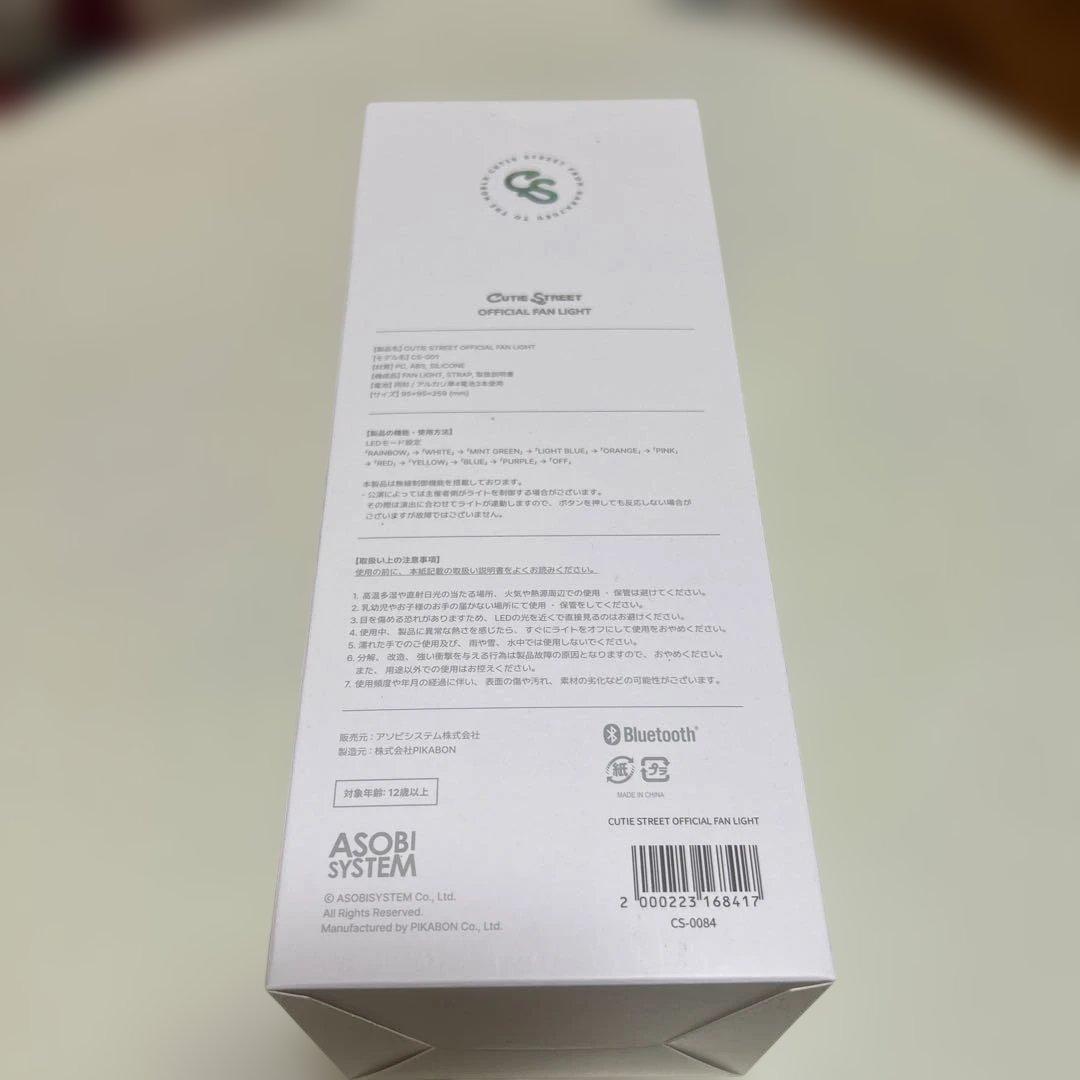 CUTIE STREET FROM HARAJUKU TO THE WORLD
CS
CUTIE STREET
OFFICIAL FAN LIGHT
[製品名] CUTIE STREET OFFICIAL FAN LIGHT
[モデル名] CS-001
[材質] PC, ABS, SILICONE
[構成品] FAN LIGHT, STRAP, 取扱説明書
[電池] 別料 / アルカリ単4電池3本使用
[サイズ] 95×95×259 (mm)
【製品の機能・使用方法】
LEDモード設定
「RAINBOW」→「WHITE」→「MINT GREEN」→「LIGHT BLUE」→「ORANGE」→「PINK」
→「RED」→「YELLOW」→「BLUE」→「PURPLE」→「OFF」
本製品は無線制御機能を搭載しております。
・公演によっては主催者側がライトを制御する場合がございます。
その際は演出に合わせてライトが連動しますので、ボタンを押しても反応しない場合が
ございますが故障ではございません。
【取扱い上の注意事項】
使用の前に、本紙記載の取扱い説明書をよくお読みください。
1. 高温多湿や直射日光の当たる場所、火気や熱源周辺での使用・保管は避けてください。
2. 乳幼児やお子様のお手の届かない場所にて使用・保管をしてください。
3. 目を傷める恐れがありますため、LEDの光を近くで直接見るのはお避けください。
4. 使用中、製品に異常な熱さを感じたら、すぐにライトをオフにして使用をおやめください。
5. 濡れた手でのご使用及び、雨や雪、水中では使用しないでください。
6. 分解、改造、強い衝撃を与える行為は製品故障の原因となりますので、おやめください。
また、用途以外での使用はお控えください。
7. 使用頻度や年月の経過に伴い、表面の傷や汚れ、素材の劣化などの可能性がございます。
販売元：アソビシステム株式会社
製造元：株式会社PIKABON
Bluetooth®
紙 プラ
MADE IN CHINA
対象年齢: 12歳以上
CUTIE STREET OFFICIAL FAN LIGHT
ASOBI
SYSTEM
2 000223 168417
CS-0084
© ASOBISYSTEM Co., Ltd.
All Rights Reserved.
Manufactured by PIKABON Co., Ltd.